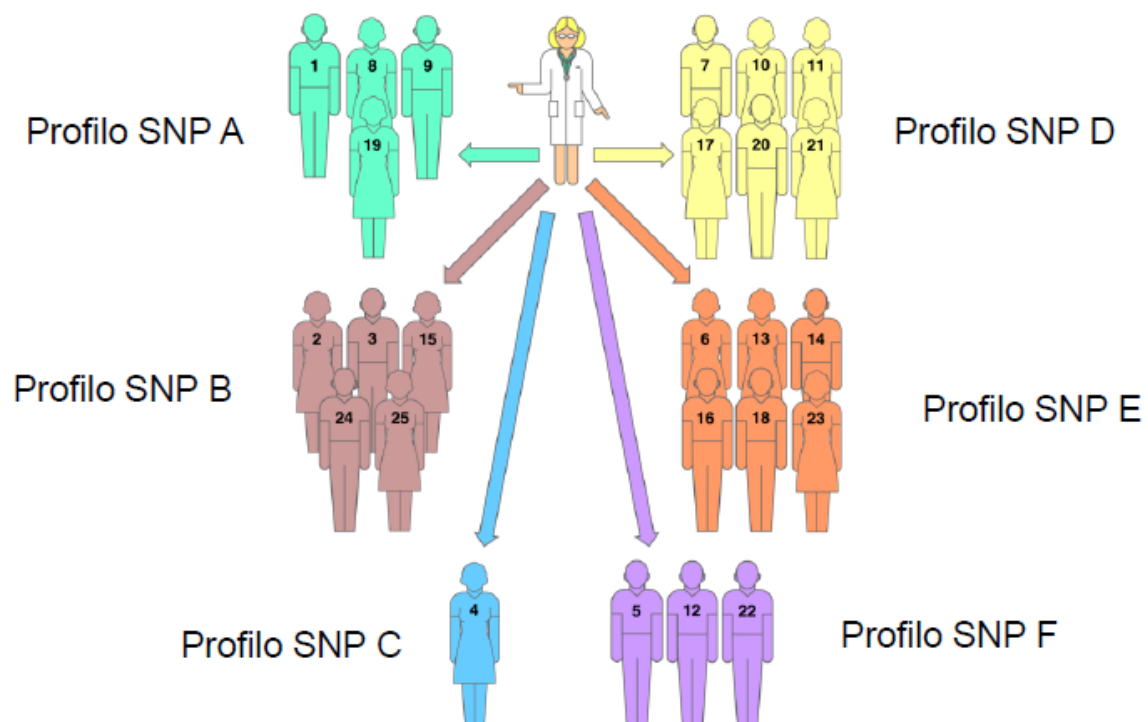 1 8 9
19
Profilo SNP A
7 10 11
17 20 21
Profilo SNP D
2 3 15
24 25
Profilo SNP B
6 13 14
16 18 23
Profilo SNP E
4
Profilo SNP C
5 12 22
Profilo SNP F